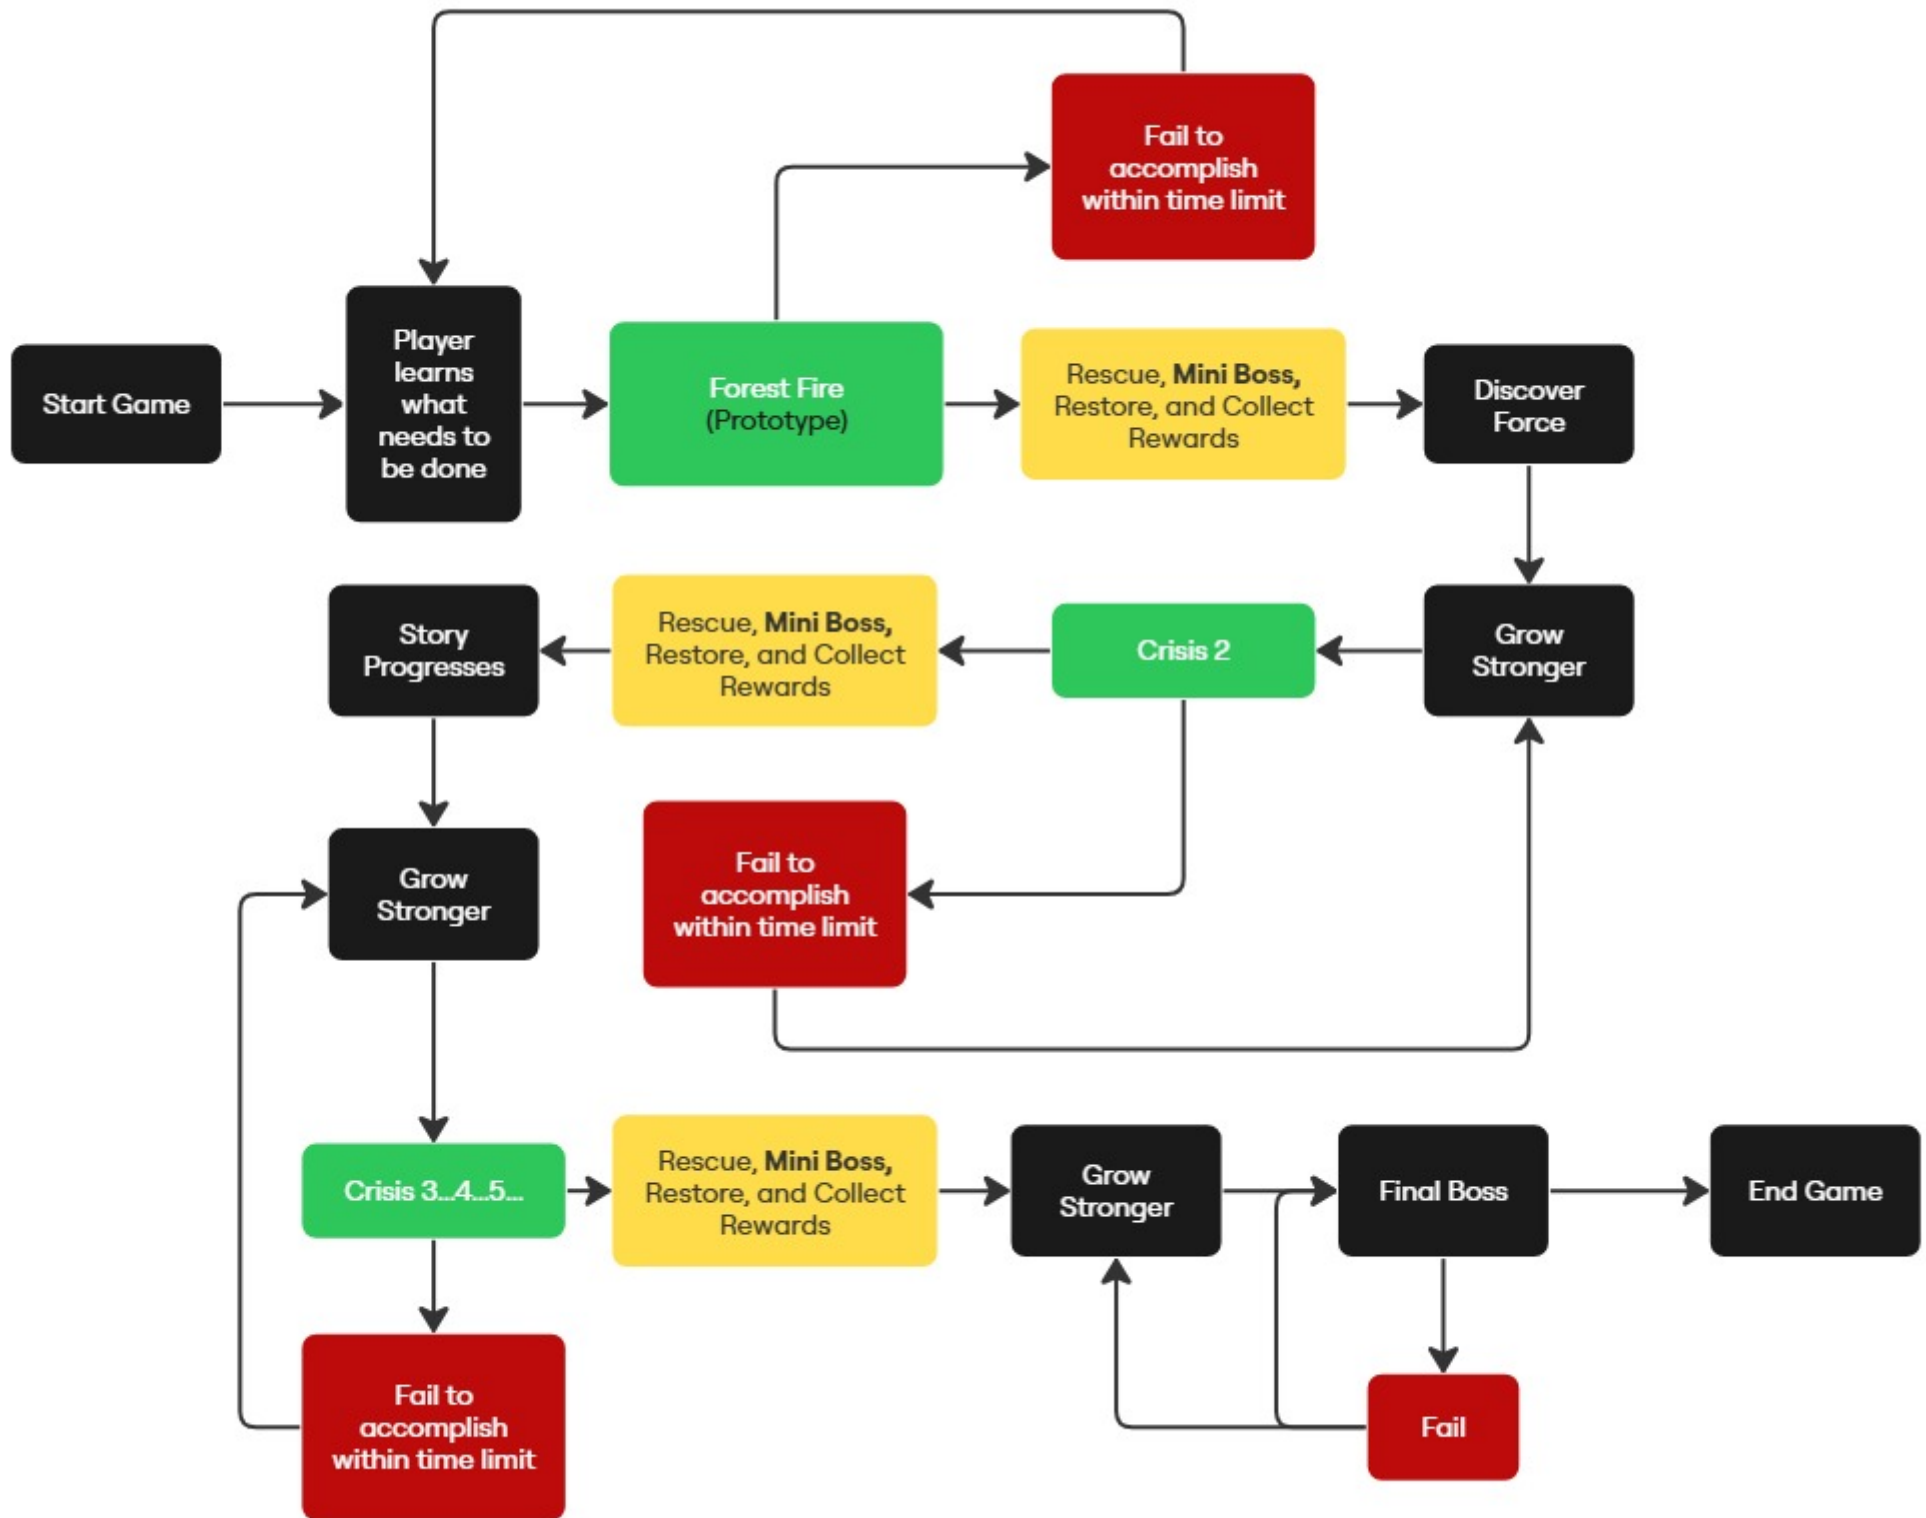 Fail to
accomplish
within time limit
Start Game
Player
learns
what
needs to
be done
Forest Fire
(Prototype)
Rescue, Mini Boss,
Restore, and Collect
Rewards
Discover
Force
Story
Progresses
Rescue, Mini Boss,
Restore, and Collect
Rewards
Crisis 2
Grow
Stronger
Grow
Stronger
Fail to
accomplish
within time limit
Crisis 3...4...5...
Rescue, Mini Boss,
Restore, and Collect
Rewards
Grow
Stronger
Final Boss
End Game
Fail to
accomplish
within time limit
Fail